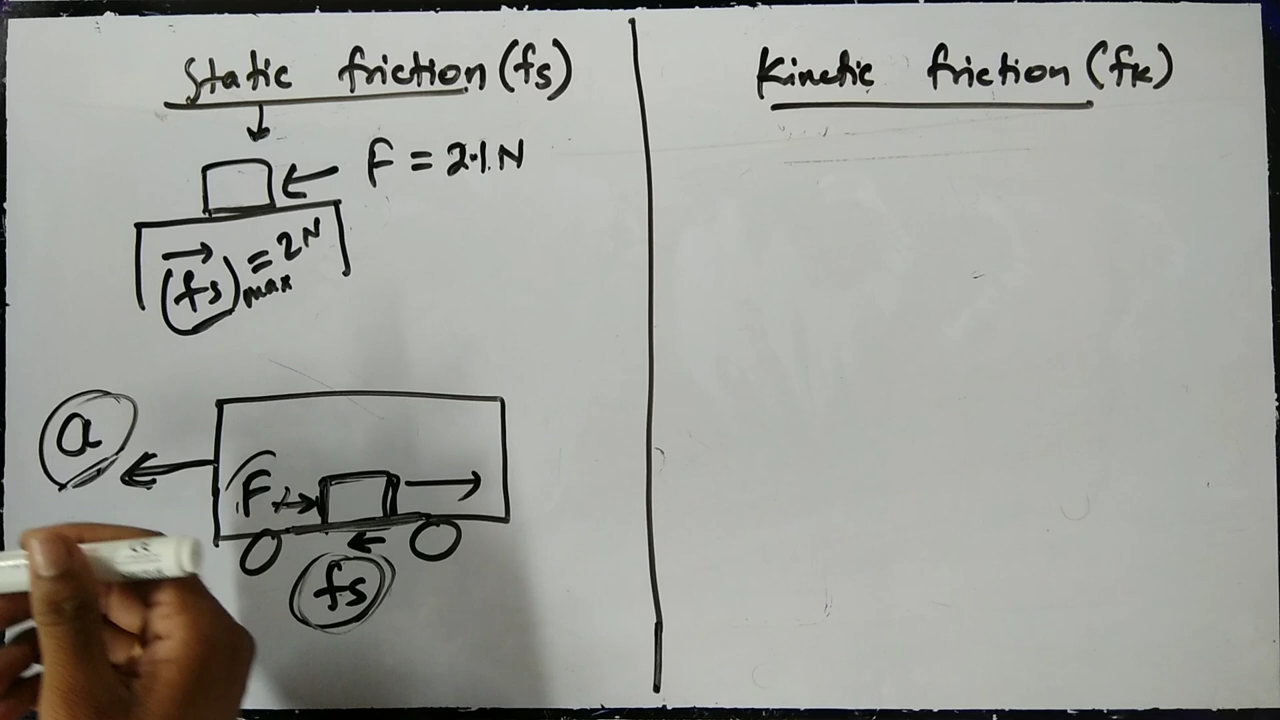 Static friction (fs)
F = 2.1 N
(fs)max = 2N
a
F
fs
Kinetic friction (fk)